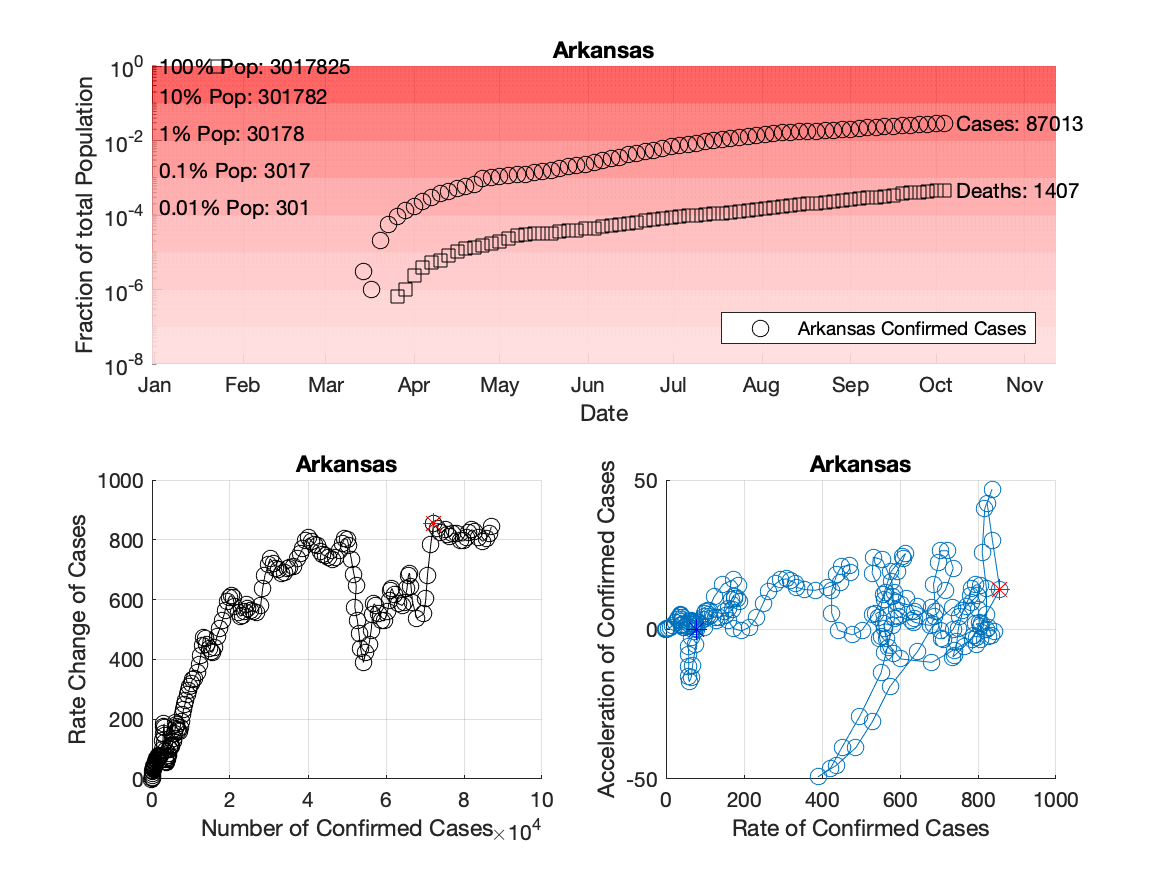 Arkansas
Fraction of total Population
10^0
10^-2
10^-4
10^-6
10^-8
100% Pop: 3017825
10% Pop: 301782
1% Pop: 30178
0.1% Pop: 3017
0.01% Pop: 301
Cases: 87013
Deaths: 1407
Arkansas Confirmed Cases
Jan Feb Mar Apr May Jun Jul Aug Sep Oct Nov
Date
Arkansas
Rate Change of Cases
1000
800
600
400
200
0
0 2 4 6 8 10
Number of Confirmed Cases ×10^4
Arkansas
Acceleration of Confirmed Cases
50
0
-50
0 200 400 600 800 1000
Rate of Confirmed Cases